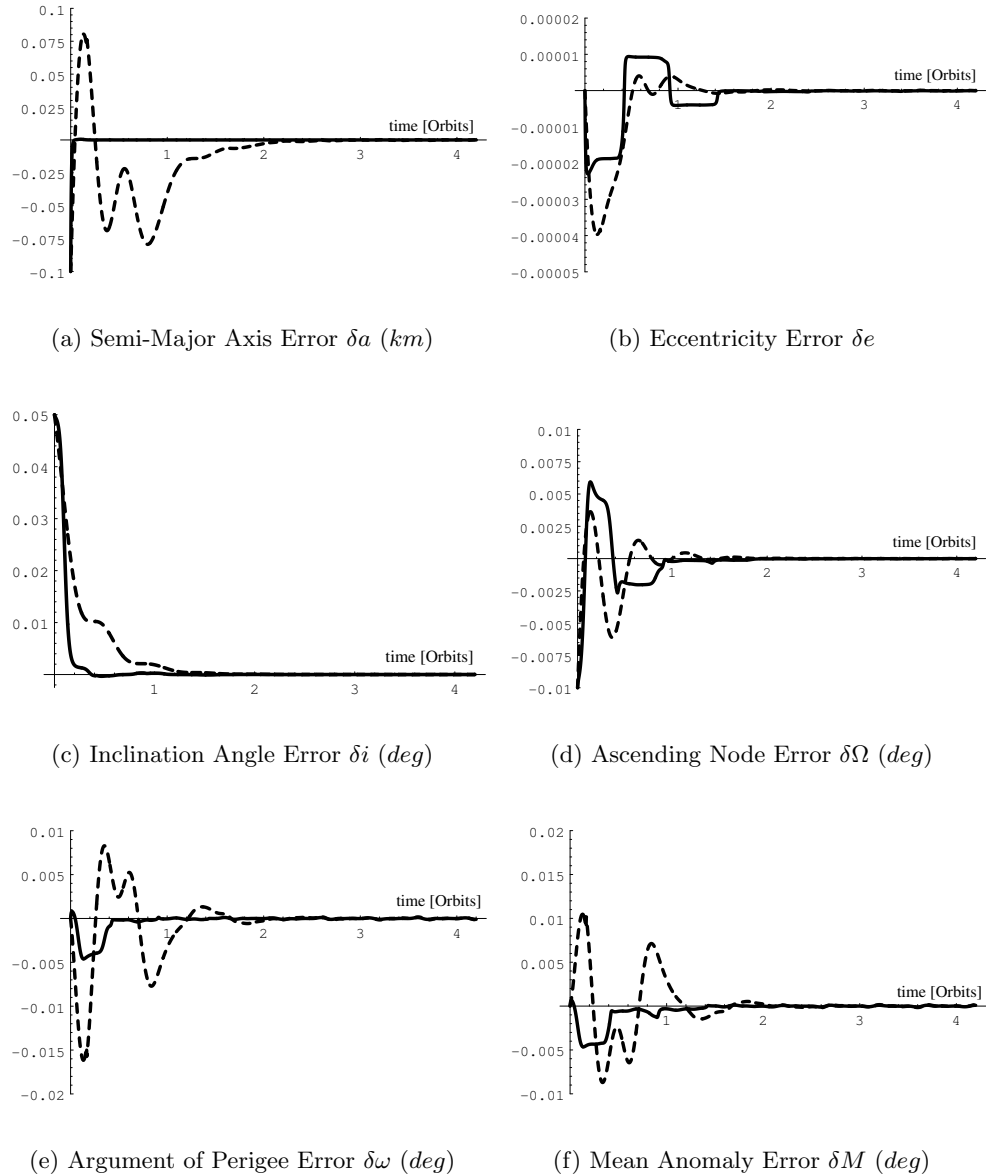 0.1
0.075
0.05
0.025
-0.025
-0.05
-0.075
-0.1
time [Orbits]
1 2 3 4
(a) Semi-Major Axis Error δa (km)
0.00002
0.00001
-0.00001
-0.00002
-0.00003
-0.00004
-0.00005
time [Orbits]
1 2 3 4
(b) Eccentricity Error δe
0.05
0.04
0.03
0.02
0.01
time [Orbits]
1 2 3 4
(c) Inclination Angle Error δi (deg)
0.01
0.0075
0.005
0.0025
-0.0025
-0.005
-0.0075
-0.01
time [Orbits]
1 2 3 4
(d) Ascending Node Error δΩ (deg)
0.01
0.005
-0.005
-0.01
-0.015
-0.02
time [Orbits]
1 2 3 4
(e) Argument of Perigee Error δω (deg)
0.02
0.015
0.01
0.005
-0.005
-0.01
time [Orbits]
1 2 3 4
(f) Mean Anomaly Error δM (deg)